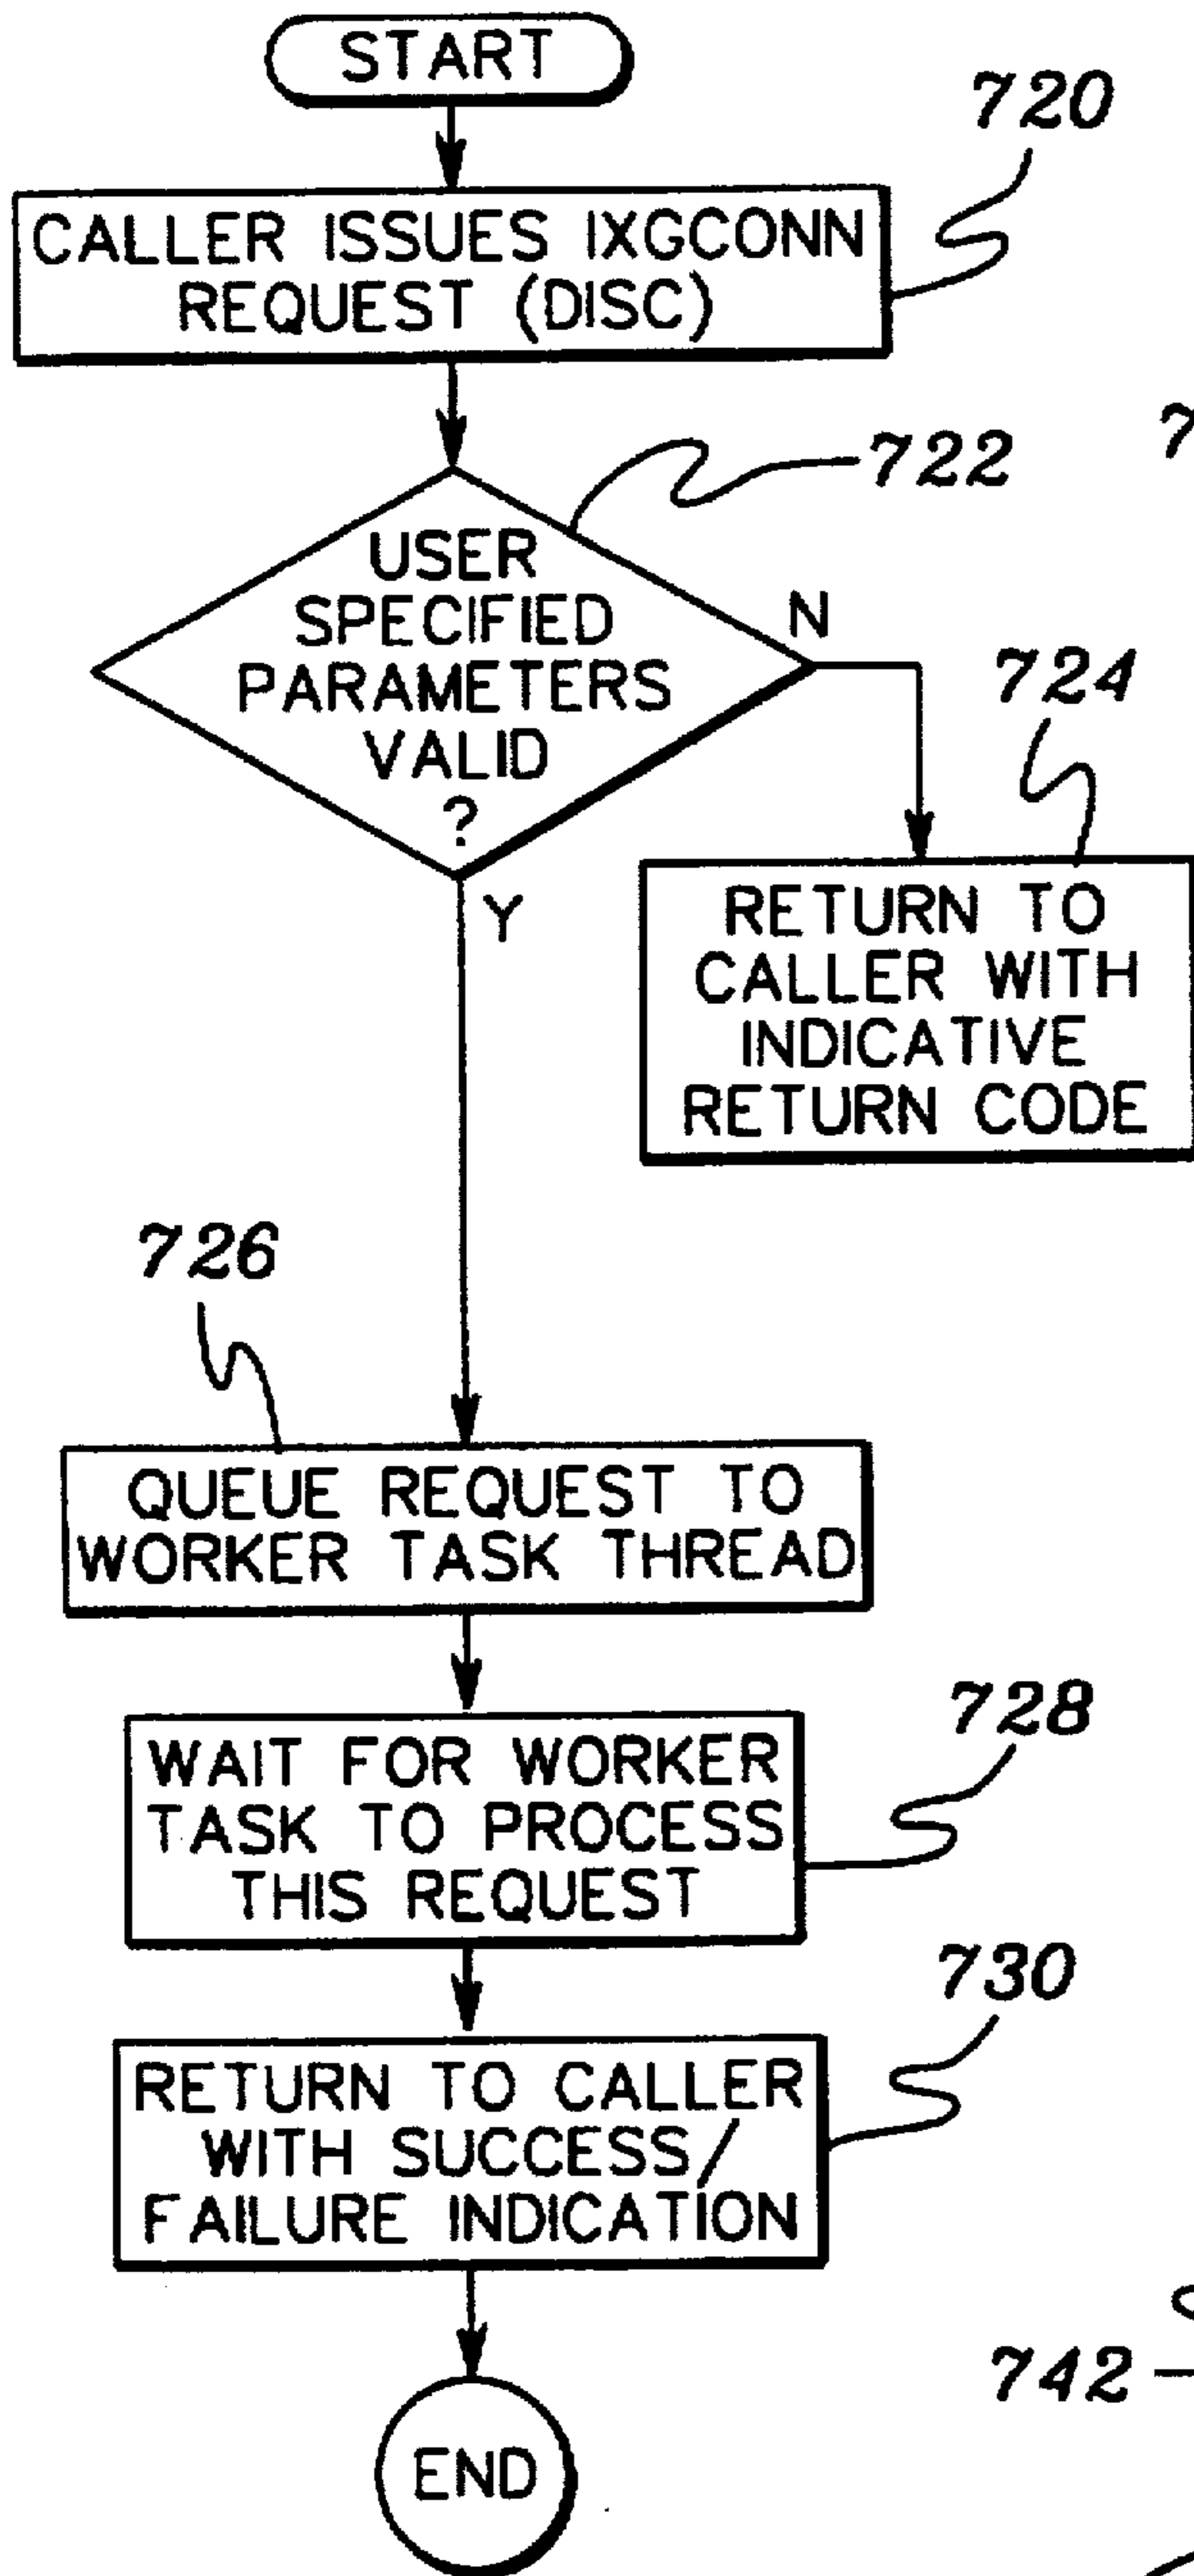 START
720
CALLER ISSUES IXGCONN
REQUEST (DISC)
722
7
USER
SPECIFIED
PARAMETERS
VALID
?
N
724
Y
RETURN TO
CALLER WITH
INDICATIVE
RETURN CODE
726
QUEUE REQUEST TO
WORKER TASK THREAD
728
WAIT FOR WORKER
TASK TO PROCESS
THIS REQUEST
730
RETURN TO CALLER
WITH SUCCESS/
FAILURE INDICATION
742
END